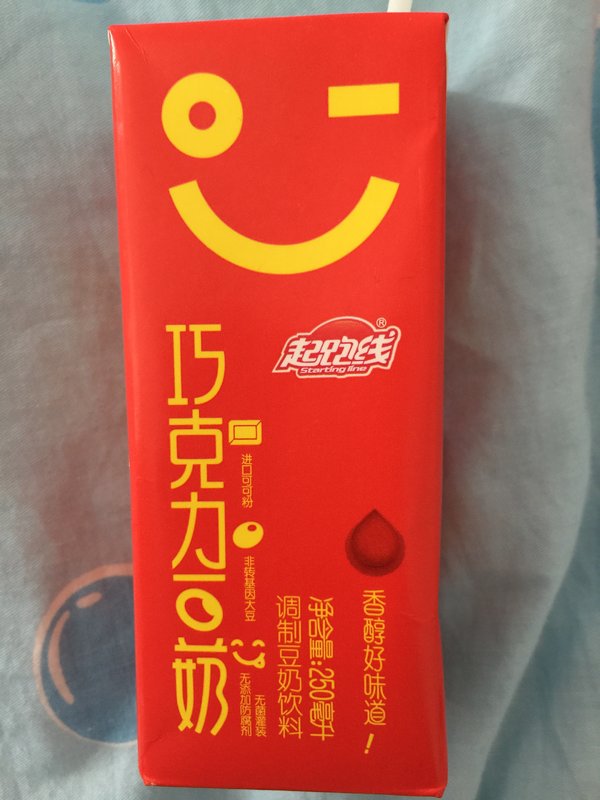 起跑线®
Starting line
巧克力豆奶
进口可可粉
非转基因大豆
无菌灌装
无添加防腐剂
香醇好味道！
净含量:250毫升
调制豆奶饮料